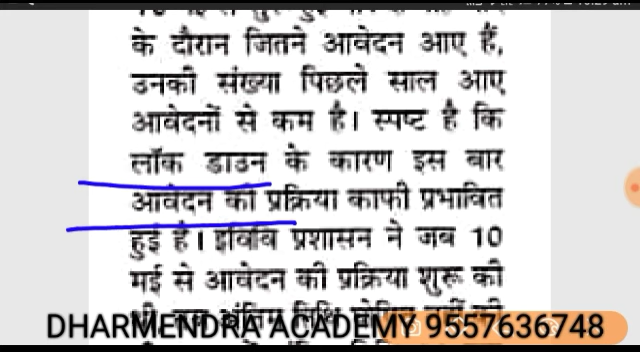 के दौरान जितने आवेदन आए हैं,
उनकी संख्या पिछले साल आए
आवेदनों से कम है। स्पष्ट है कि
लॉक डाउन के कारण इस बार
आवेदन की प्रक्रिया काफी प्रभावित
हुई है। इविवि प्रशासन ने जब 10
मई से आवेदन की प्रक्रिया शुरू की
DHARMENDRA ACADEMY 9557636748